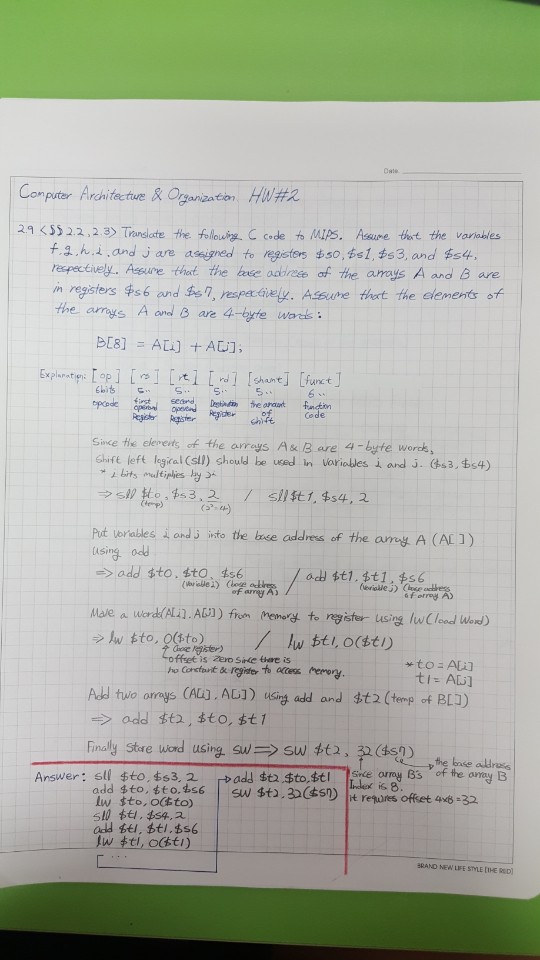 Date.
Computer Architecture & Organization. HW#2
2.9 <§§ 2.2, 2.3> Translate the following C code to MIPS. Assume that the variables
f, g, h, i, and j are assigned to registers $s0, $s1, $s3, and $s4,
respectively. Assume that the base address of the arrays A and B are
in registers $s6 and $s7, respectively. Assume that the elements of
the arrays A and B are 4-byte words:
B[8] = A[i] + A[j];
Explanation: [op] [rs] [rt] [rd] [shamt] [funct]
6bits 5'' 5'' 5'' 5'' 6''
opcode first operand Register second operand Register Destination Register the amount of shift function code
Since the elements of the arrays A & B are 4-byte words,
shift left logical (sll) should be used in variables i and j. ($s3, $s4)
* i bits multiplies by 2ⁱ
⇒ sll $t0, $s3, 2 / sll $t1, $s4, 2
(temp) (2²=4)
Put variables i and j into the base address of the array A (A[ ])
using add
⇒ add $t0, $t0, $s6 / add $t1, $t1, $s6
(variable i) (base address of array A) (variable j) (base address of array A)
Make a words(A[i], A[j]) from memory to register using lw (load word)
⇒ lw $t0, 0($t0) / lw $t1, 0($t1)
(base register)
offset is zero since there is
no constant & register to access memory.
* t0 = A[i]
t1 = A[j]
Add two arrays (A[i], A[j]) using add and $t2 (temp of B[ ])
⇒ add $t2, $t0, $t1
Finally store word using sw ⇒ sw $t2, 32($s7)
the base address
of the array B
since array B's
Index is 8.
it requires offset 4x8=32
Answer: sll $t0, $s3, 2
add $t0, $t0, $s6
lw $t0, 0($t0)
sll $t1, $s4, 2
add $t1, $t1, $s6
lw $t1, 0($t1)
...
add $t2, $t0, $t1
sw $t2, 32($s7)
BRAND NEW LIFE STYLE [THE RED]